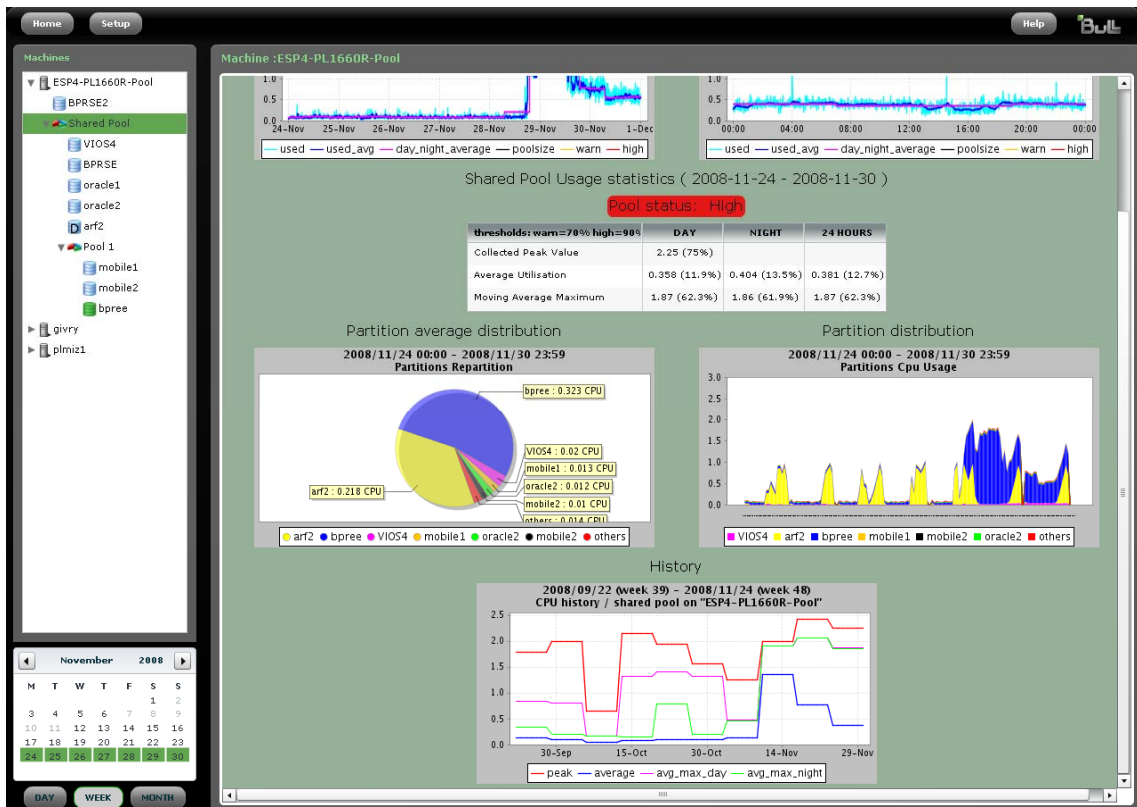 Home Setup Help Bull
Machines
ESP4-PL1660R-Pool
BPRSE2
Shared Pool
VIOS4
BPRSE
oracle1
oracle2
D arf2
Pool 1
mobile1
mobile2
bpree
givry
plmiz1
November 2008
M T W T F S S
1 2
3 4 5 6 7 8 9
10 11 12 13 14 15 16
17 18 19 20 21 22 23
24 25 26 27 28 29 30
DAY WEEK MONTH
Machine :ESP4-PL1660R-Pool
1.0
0.5
0.0
24-Nov 25-Nov 26-Nov 27-Nov 28-Nov 29-Nov 30-Nov 1-Dec
used used_avg day_night_average poolsize warn high
1.0
0.5
0.0
00:00 04:00 08:00 12:00 16:00 20:00 00:00
used used_avg day_night_average poolsize warn high
Shared Pool Usage statistics ( 2008-11-24 - 2008-11-30 )
Pool status: High
thresholds: warn=70% high=90% DAY NIGHT 24 HOURS
Collected Peak Value 2.25 (75%)
Average Utilisation 0.358 (11.9%) 0.404 (13.5%) 0.381 (12.7%)
Moving Average Maximum 1.87 (62.3%) 1.86 (61.9%) 1.87 (62.3%)
Partition average distribution
2008/11/24 00:00 - 2008/11/30 23:59
Partitions Repartition
bpree : 0.323 CPU
VIOS4 : 0.02 CPU
mobile1 : 0.013 CPU
oracle2 : 0.012 CPU
arf2 : 0.218 CPU
mobile2 : 0.01 CPU
others : 0.014 CPU
arf2 bpree VIOS4 mobile1 oracle2 mobile2 others
Partition distribution
2008/11/24 00:00 - 2008/11/30 23:59
Partitions Cpu Usage
3.0
2.5
2.0
1.5
1.0
0.5
0.0
VIOS4 arf2 bpree mobile1 mobile2 oracle2 others
History
2008/09/22 (week 39) - 2008/11/24 (week 48)
CPU history / shared pool on "ESP4-PL1660R-Pool"
2.5
2.0
1.5
1.0
0.5
0.0
30-Sep 15-Oct 30-Oct 14-Nov 29-Nov
peak average avg_max_day avg_max_night